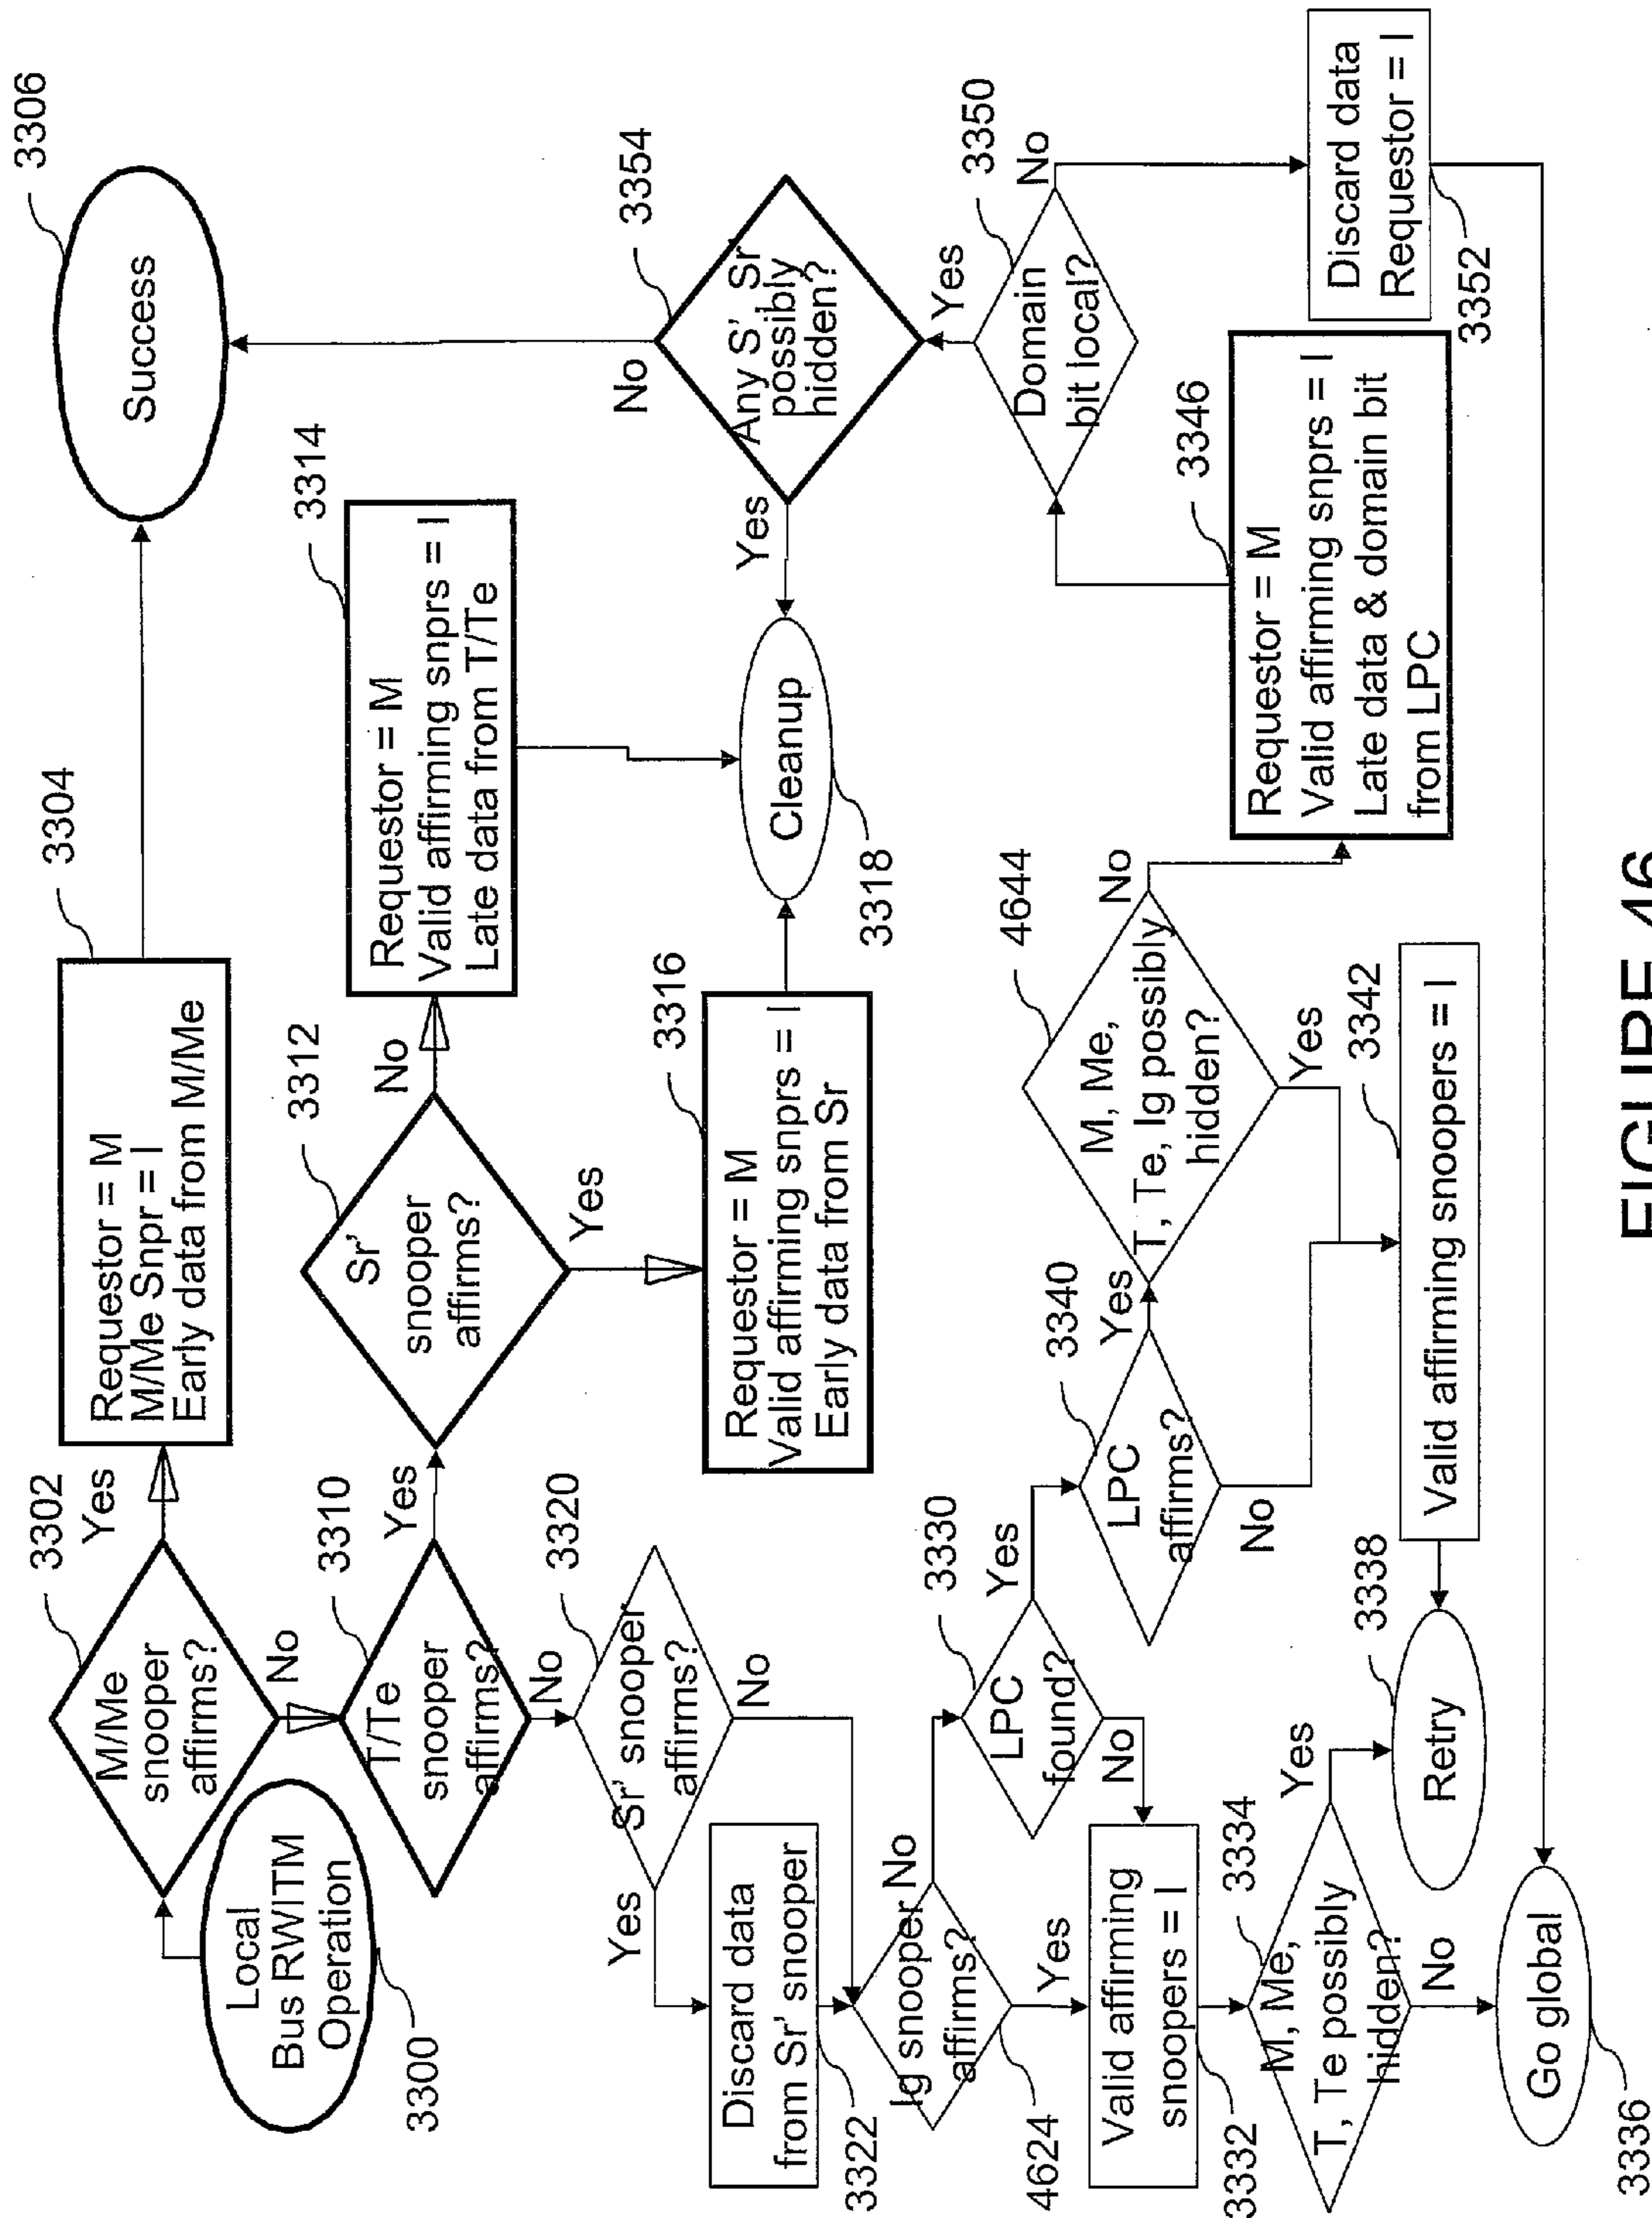 Local
Bus RWITM
Operation
3300
M/Me
snooper
affirms?
3302
Yes
No
Requestor = M
M/Me Snpr = I
Early data from M/Me
3304
Success
3306
T/Te
snooper
affirms?
3310
Yes
No
Sr'
snooper
affirms?
3312
No
Yes
Requestor = M
Valid affirming snprs = I
Late data from T/Te
3314
Requestor = M
Valid affirming snprs = I
Early data from Sr
3316
Cleanup
3318
Sr' snooper
affirms?
3320
Yes
No
Discard data
from Sr' snooper
3322
Ig snooper
affirms?
4624
No
Yes
LPC
found?
3330
Yes
No
Valid affirming
snoopers = I
3332
M, Me,
T, Te possibly
hidden?
3334
Yes
No
Go global
3336
Retry
3338
LPC
affirms?
3340
Yes
No
M, Me,
T, Te, Ig possibly
hidden?
4644
No
Yes
Valid affirming snoopers = I
3342
Requestor = M
Valid affirming snprs = I
Late data & domain bit
from LPC
3346
Domain
bit local?
3350
Yes
No
Discard data
Requestor = I
3352
Any S' Sr
possibly
hidden?
3354
No
Yes
FIGURE 46